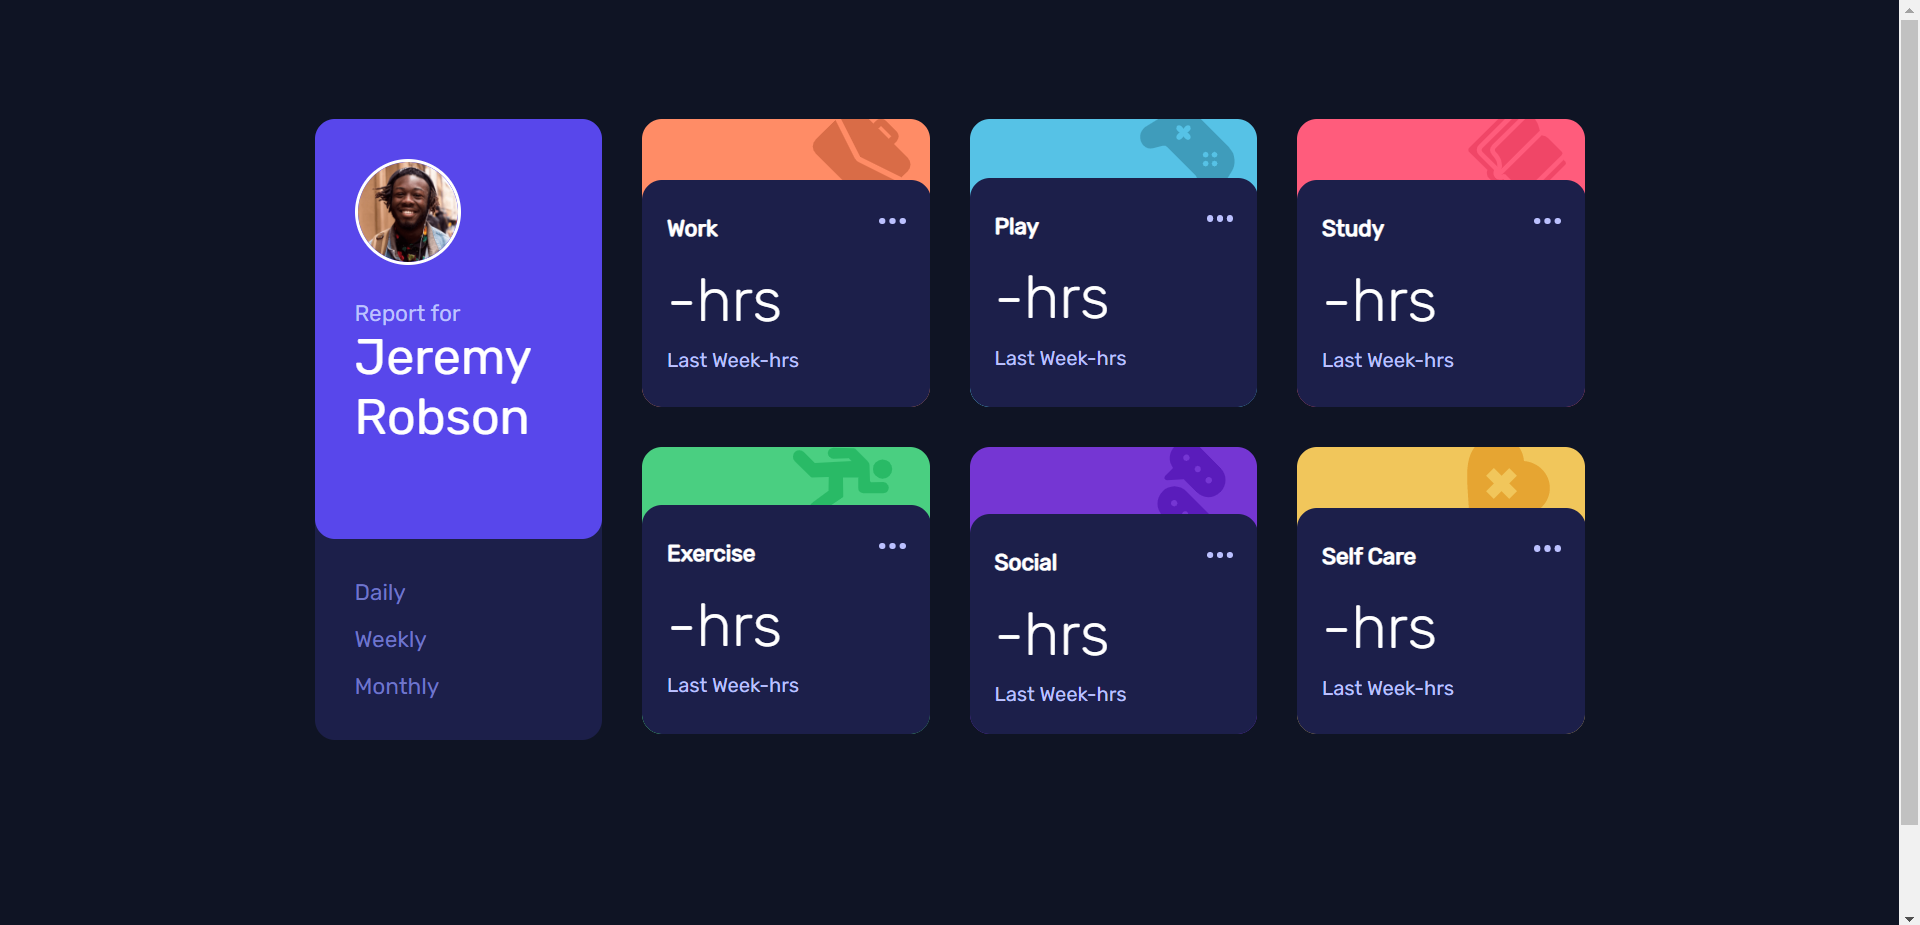 Report for
Jeremy
Robson
Daily
Weekly
Monthly
Work
-hrs
Last Week-hrs
Play
-hrs
Last Week-hrs
Study
-hrs
Last Week-hrs
Exercise
-hrs
Last Week-hrs
Social
-hrs
Last Week-hrs
Self Care
-hrs
Last Week-hrs